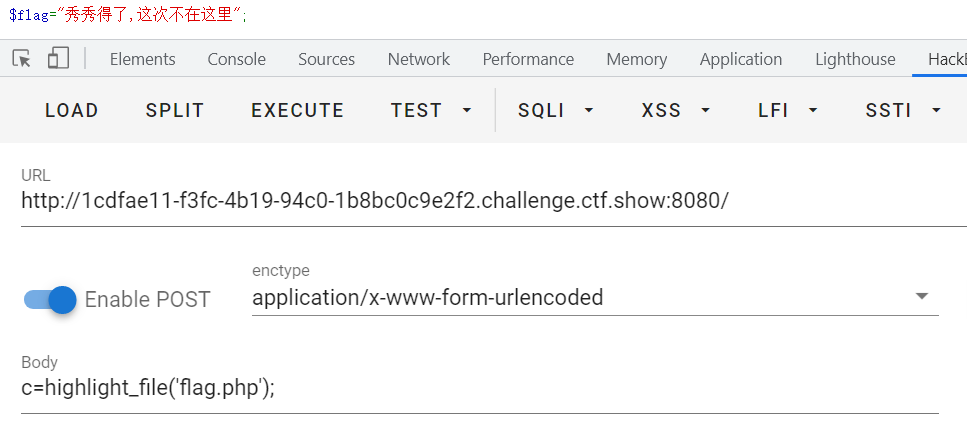 $flag="秀秀得了,这次不在这里";
Elements Console Sources Network Performance Memory Application Lighthouse
LOAD SPLIT EXECUTE TEST SQLI XSS LFI SSTI
URL
http://1cdfae11-f3fc-4b19-94c0-1b8bc0c9e2f2.challenge.ctf.show:8080/
enctype
Enable POST application/x-www-form-urlencoded
Body
c=highlight_file('flag.php');